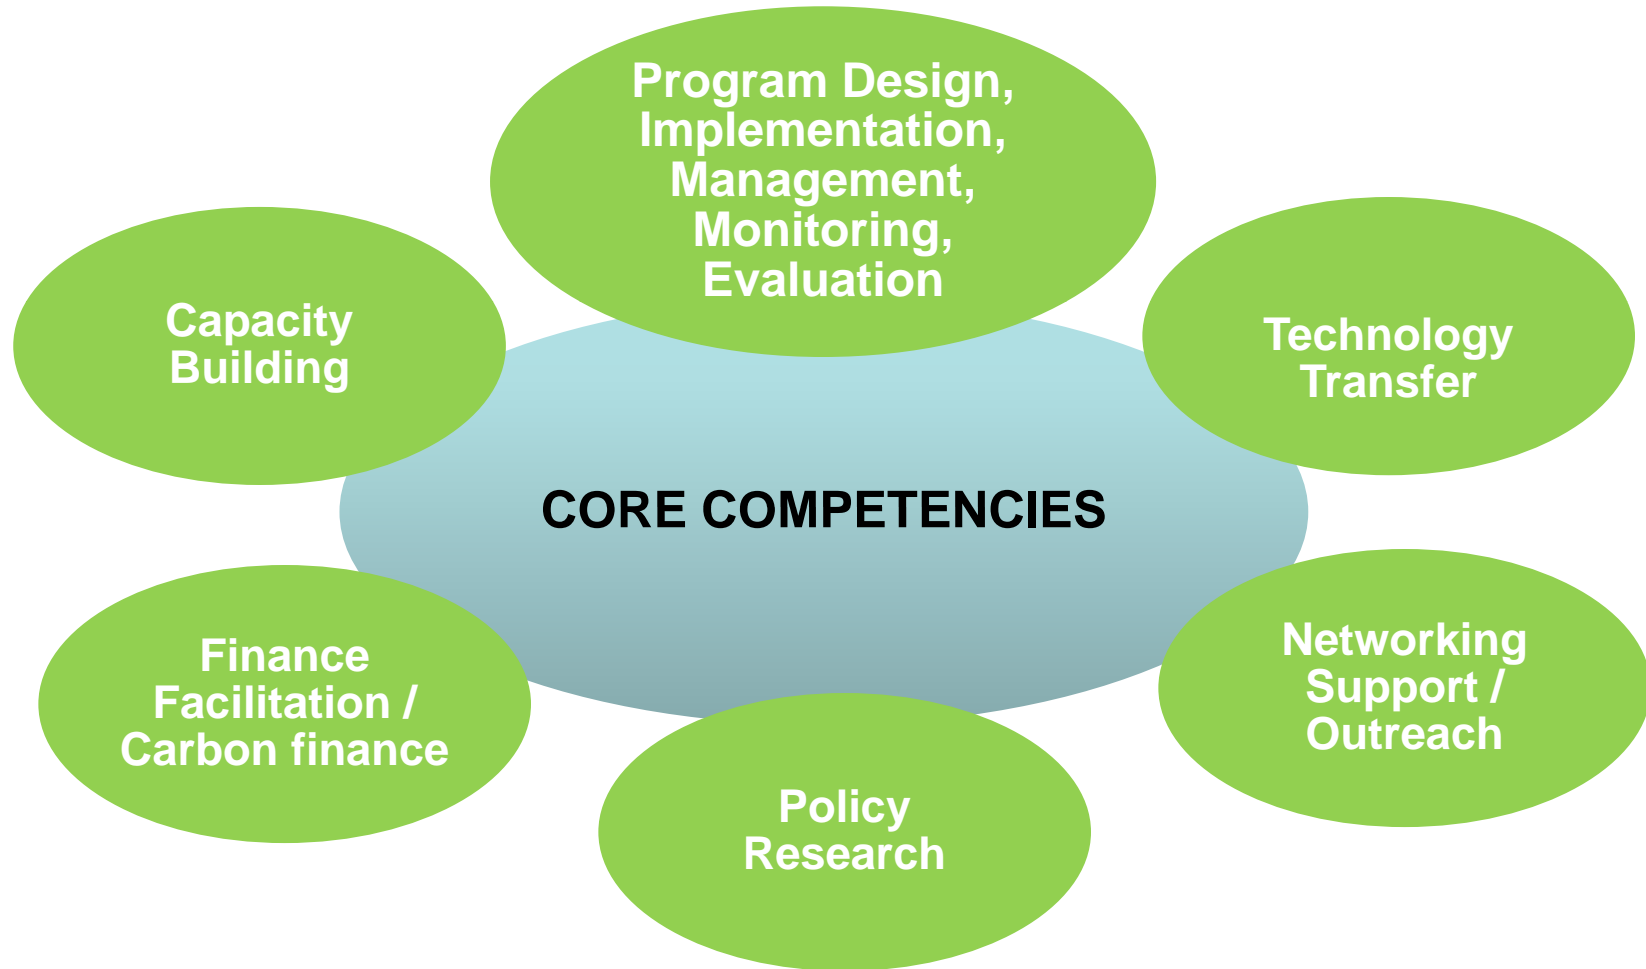 Program Design,
Implementation,
Management,
Monitoring,
Evaluation
Capacity
Building
Technology
Transfer
CORE COMPETENCIES
Finance
Facilitation /
Carbon finance
Networking
Support /
Outreach
Policy
Research